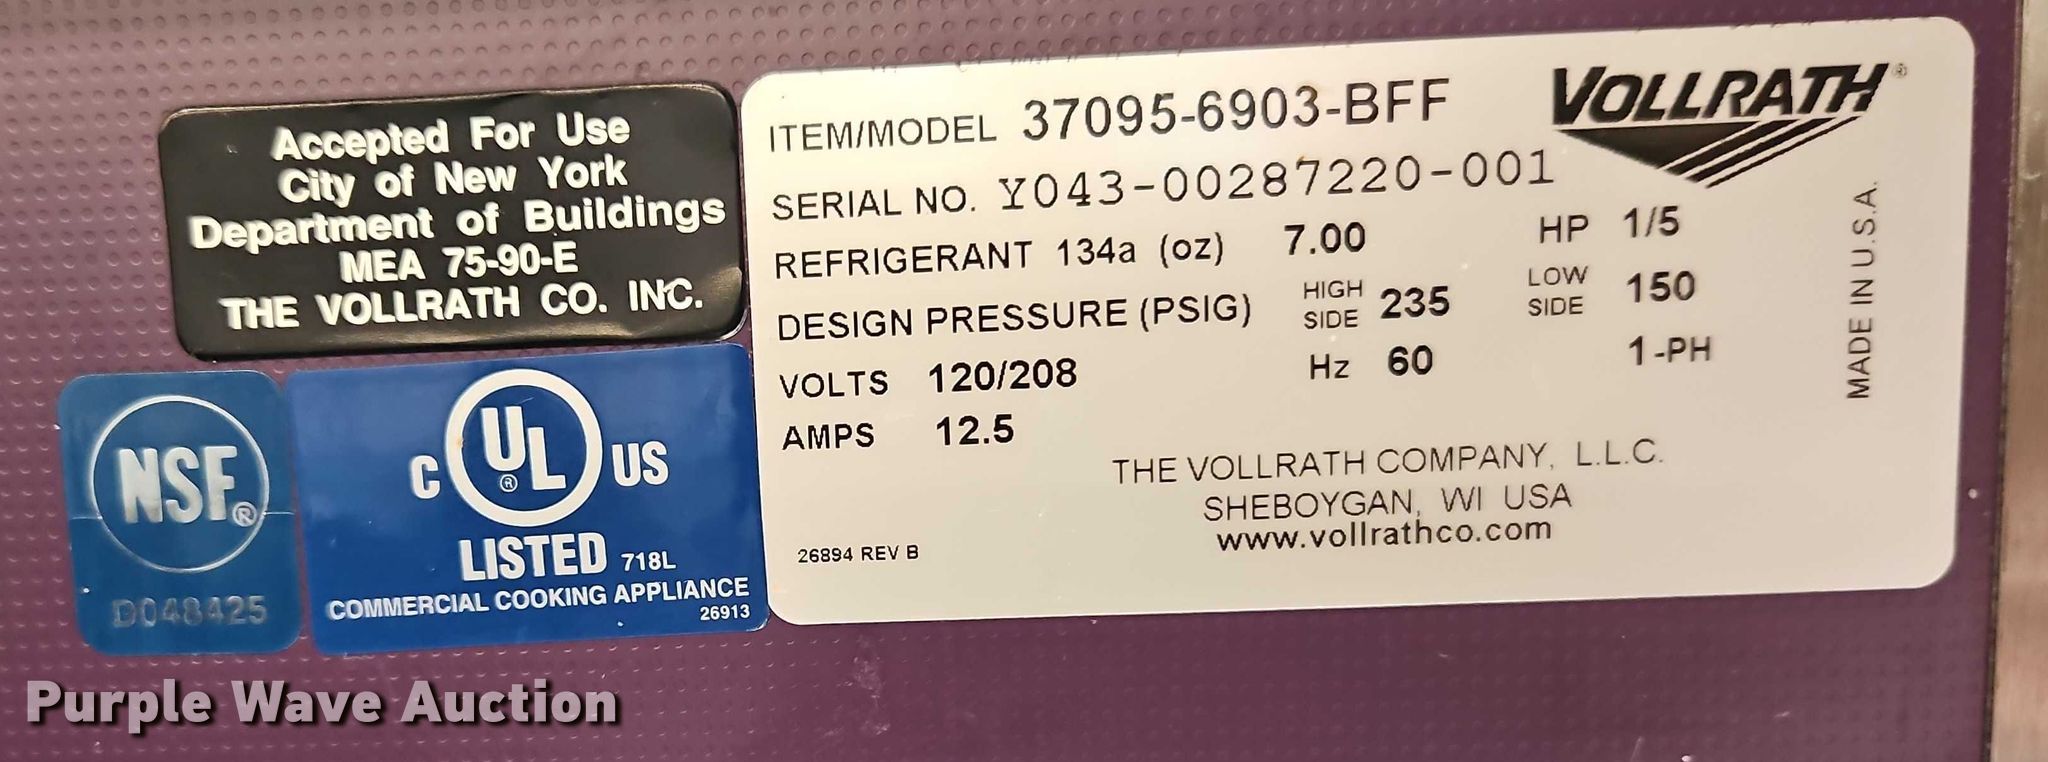 Accepted For Use
City of New York
Department of Buildings
MEA 75-90-E
THE VOLLRATH CO. INC.
NSF®
D048425
C UL® US
LISTED 718L
COMMERCIAL COOKING APPLIANCE
26913
VOLLRATH®
ITEM/MODEL 37095-6903-BFF
SERIAL NO. Y043-00287220-001
REFRIGERANT 134a (oz) 7.00 HP 1/5
DESIGN PRESSURE (PSIG) HIGH SIDE 235 LOW SIDE 150
VOLTS 120/208 Hz 60 1-PH
AMPS 12.5
THE VOLLRATH COMPANY, L.L.C.
SHEBOYGAN, WI USA
www.vollrathco.com
26894 REV B
MADE IN U.S.A.
Purple Wave Auction